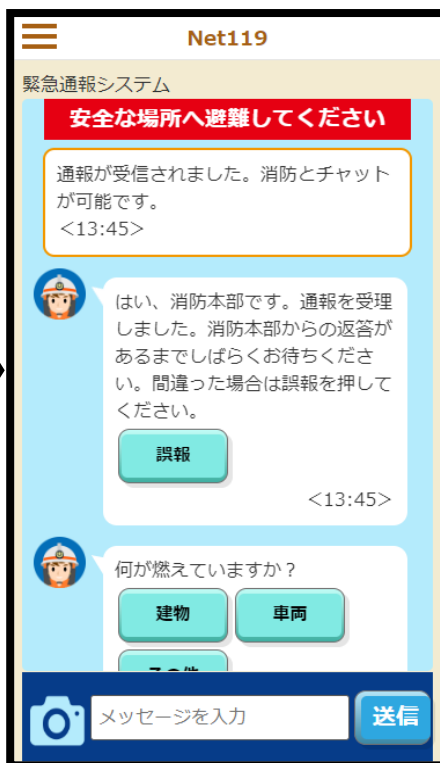 Net119
緊急通報システム
安全な場所へ避難してください
通報が受信されました。消防とチャット
が可能です。
<13:45>
はい、消防本部です。通報を受理
しました。消防本部からの返答が
あるまでしばらくお待ちくださ
い。間違った場合は誤報を押して
ください。
誤報
<13:45>
何が燃えていますか？
建物 車両
その他
メッセージを入力 送信